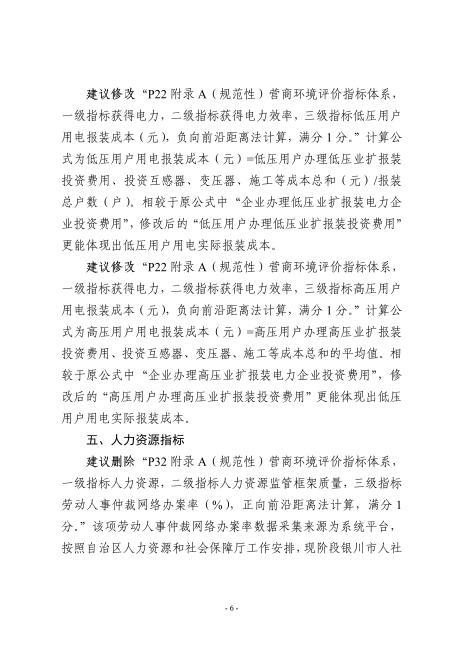 建议修改“P22 附录 A（规范性）营商环境评价指标体系，
一级指标获得电力，二级指标获得电力效率，三级指标低压用户
用电报装成本（元），负向前沿距离法计算，满分 1 分。”计算公
式为低压用户用电报装成本（元）=低压用户办理低压业扩报装
投资费用、投资互感器、变压器、施工等成本总和（元）/报装
总户数（户）。相较于原公式中“企业办理低压业扩报装电力企
业投资费用”，修改后的“低压用户办理低压业扩报装投资费用”
更能体现出低压用户用电实际报装成本。
建议修改“P22 附录 A（规范性）营商环境评价指标体系，
一级指标获得电力，二级指标获得电力效率，三级指标高压用户
用电报装成本（元），负向前沿距离法计算，满分 1 分。”计算公
式为高压用户用电报装成本（元）=高压用户办理高压业扩报装
投资费用、投资互感器、变压器、施工等成本总和的平均值。相
较于原公式中“企业办理高压业扩报装电力企业投资费用”，修
改后的“高压用户办理高压业扩报装投资费用”更能体现出低压
用户用电实际报装成本。
五、人力资源指标
建议删除“P32 附录 A（规范性）营商环境评价指标体系，
一级指标人力资源，二级指标人力资源监管框架质量，三级指标
劳动人事仲裁网络办案率（%），正向前沿距离法计算，满分 1
分。”该项劳动人事仲裁网络办案率数据采集来源为系统平台，
按照自治区人力资源和社会保障厅工作安排，现阶段银川市人社
- 6 -